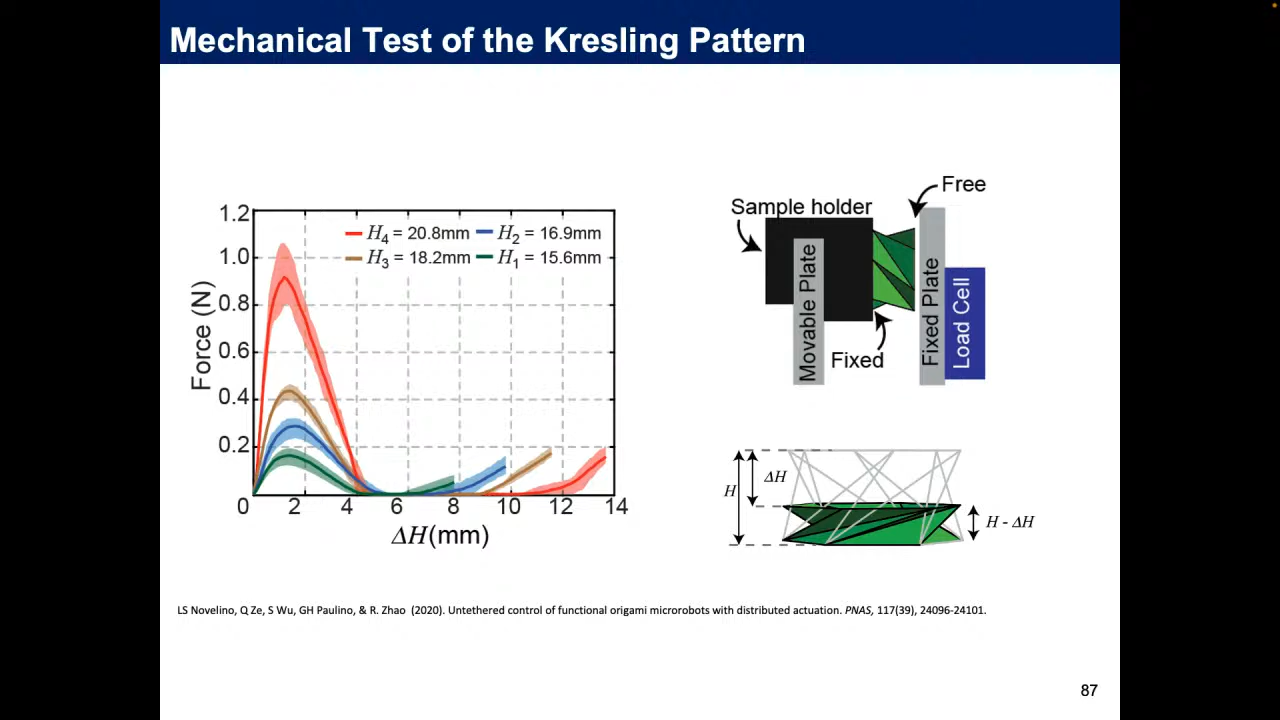 Mechanical Test of the Kresling Pattern
1.2
1.0
0.8
0.6
0.4
0.2
0 2 4 6 8 10 12 14
Force (N)
ΔH(mm)
H4 = 20.8mm H2 = 16.9mm
H3 = 18.2mm H1 = 15.6mm
Free
Sample holder
Movable Plate
Fixed Plate
Load Cell
Fixed
H
ΔH
H - ΔH
LS Novelino, Q Ze, S Wu, GH Paulino, & R. Zhao (2020). Untethered control of functional origami microrobots with distributed actuation. PNAS, 117(39), 24096-24101.
87